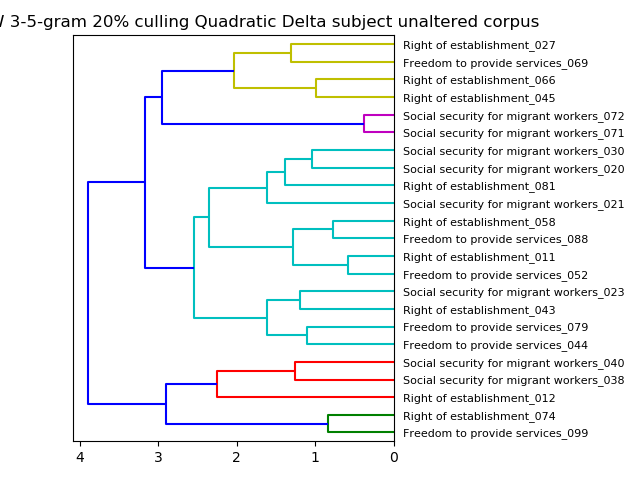 3-5-gram 20% culling Quadratic Delta subject unaltered corpus
Right of establishment_027
Freedom to provide services_069
Right of establishment_066
Right of establishment_045
Social security for migrant workers_072
Social security for migrant workers_071
Social security for migrant workers_030
Social security for migrant workers_020
Right of establishment_081
Social security for migrant workers_021
Right of establishment_058
Freedom to provide services_088
Right of establishment_011
Freedom to provide services_052
Social security for migrant workers_023
Right of establishment_043
Freedom to provide services_079
Freedom to provide services_044
Social security for migrant workers_040
Social security for migrant workers_038
Right of establishment_012
Right of establishment_074
Freedom to provide services_099
4 3 2 1 0